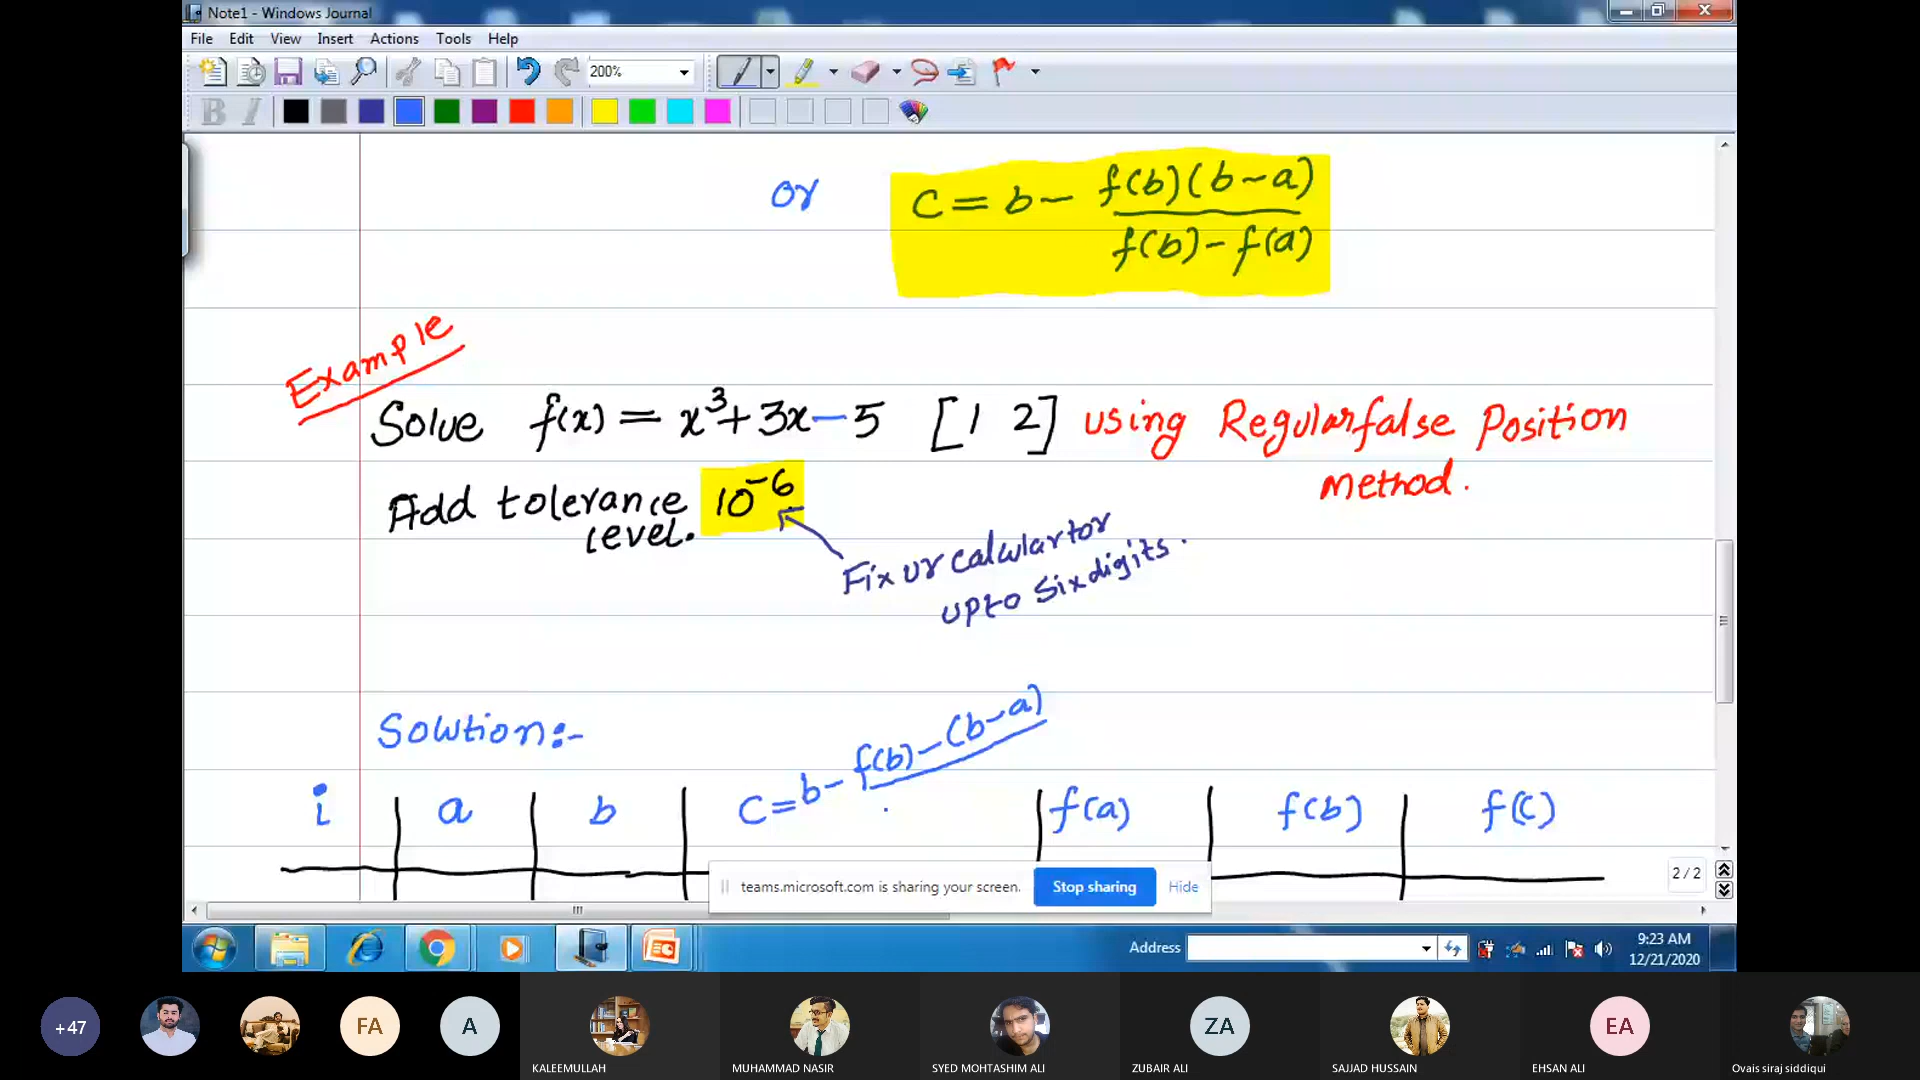 Note1 - Windows Journal
File Edit View Insert Actions Tools Help
200%
B I
or
C = b - f(b)(b-a)
f(b) - f(a)
Example
Solve f(x) = x³+3x-5 [1 2] using Regularfalse Position
method.
Add tolerance 10⁻⁶
level.
Fix ur calculartor
upto Six digits.
Solution:-
i a b C = b - f(b) - (b-a) f(a) f(b) f(c)
2 / 2
teams.microsoft.com is sharing your screen. Stop sharing Hide
Address
9:23 AM
12/21/2020
+47 FA A ZA EA
KALEEMULLAH MUHAMMAD NASIR SYED MOHTASHIM ALI ZUBAIR ALI SAJJAD HUSSAIN EHSAN ALI Ovais siraj siddiqui